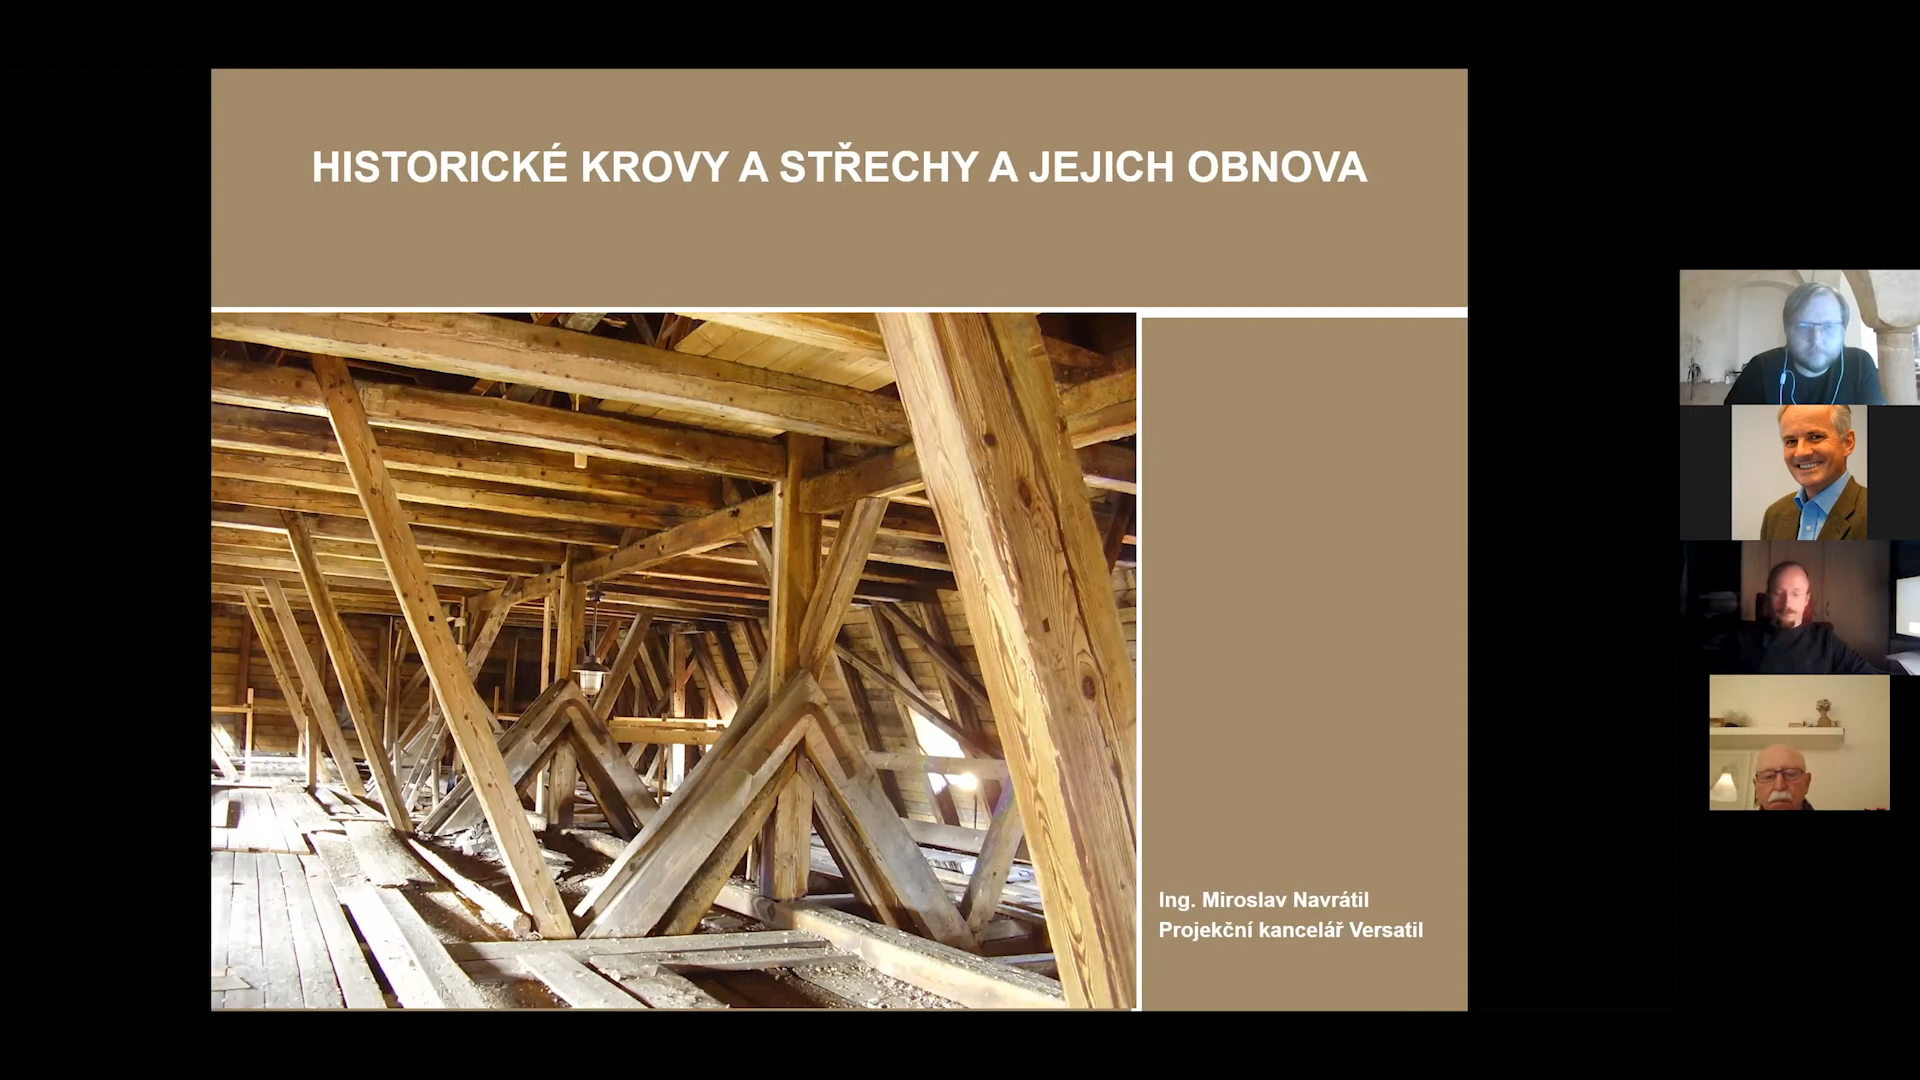 HISTORICKÉ KROVY A STŘECHY A JEJICH OBNOVA
Ing. Miroslav Navrátil
Projekční kancelář Versatil